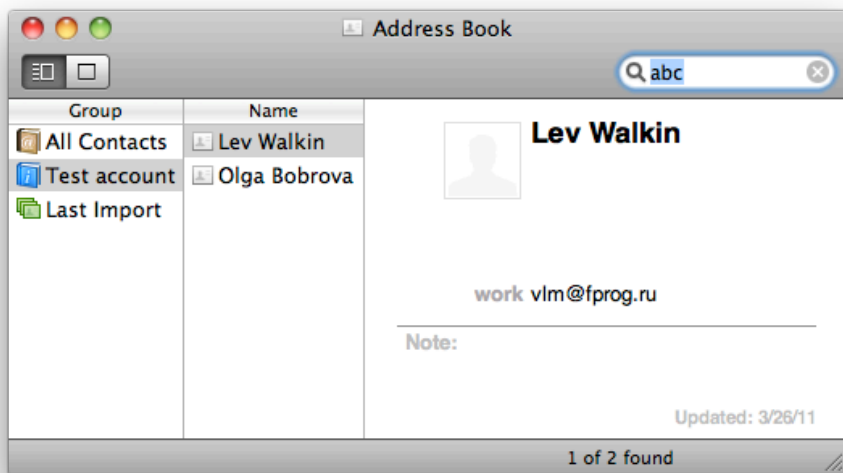 Address Book
abc
Group
Name
All Contacts
Test account
Last Import
Lev Walkin
Olga Bobrova
Lev Walkin
work vlm@fprog.ru
Note:
Updated: 3/26/11
1 of 2 found